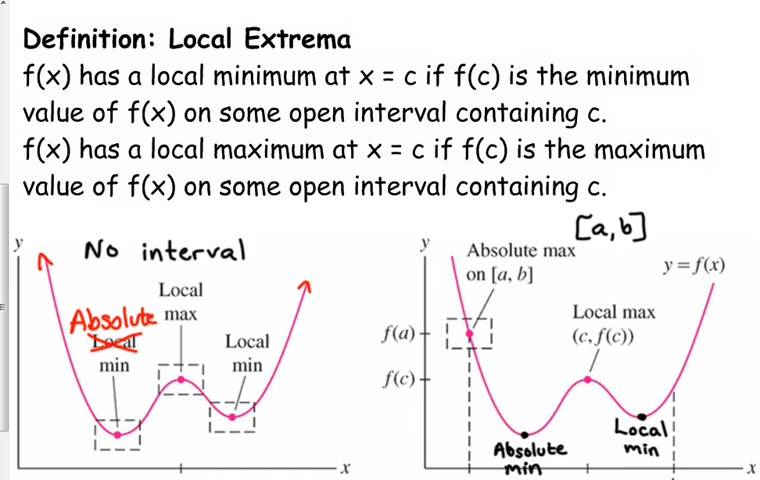 Definition: Local Extrema
f(x) has a local minimum at x = c if f(c) is the minimum
value of f(x) on some open interval containing c.
f(x) has a local maximum at x = c if f(c) is the maximum
value of f(x) on some open interval containing c.
y
No interval
Local
max
Absolute
Local
min
Local
min
x
[a,b]
y
Absolute max
on [a, b]
y = f(x)
Local max
(c, f(c))
f(a)
f(c)
Local
min
Absolute
min
x